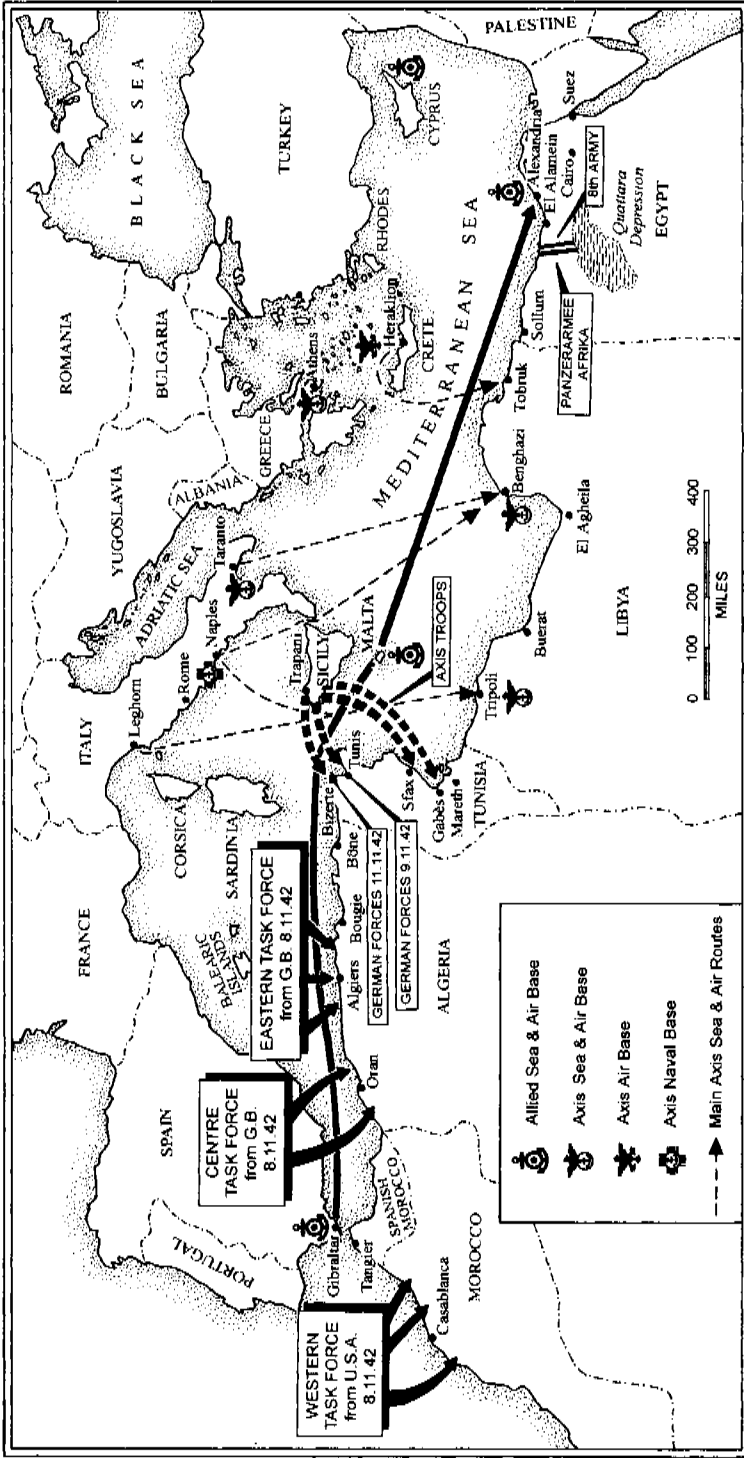 BLACK SEA
ROMANIA
BULGARIA
YUGOSLAVIA
ALBANIA
GREECE
TURKEY
PALESTINE
CYPRUS
RHODES
CRETE
Heraklion
Athens
ADRIATIC SEA
Taranto
Naples
Rome
Leghorn
ITALY
FRANCE
CORSICA
SARDINIA
BALEARIC
ISLANDS
SPAIN
PORTUGAL
Trapani
SICILY
MALTA
MEDITERRANEAN SEA
Alexandria
El Alamein
Cairo
Suez
8th ARMY
Quattara
Depression
EGYPT
PANZERARMEE
AFRIKA
Sollum
Tobruk
Benghazi
El Agheila
Buerat
LIBYA
Tripoli
AXIS TROOPS
Tunis
Bizerte
Sfax
Gabès
Mareth
TUNISIA
Bône
Bougie
Algiers
GERMAN FORCES 11.11.42
GERMAN FORCES 9.11.42
ALGERIA
EASTERN TASK FORCE
from G.B. 8.11.42
CENTRE
TASK FORCE
from G.B.
8.11.42
Oran
Gibraltar
Tangier
SPANISH
MOROCCO
WESTERN
TASK FORCE
from U.S.A.
8.11.42
Casablanca
MOROCCO
0 100 200 300 400
MILES
Allied Sea & Air Base
Axis Sea & Air Base
Axis Air Base
Axis Naval Base
Main Axis Sea & Air Routes